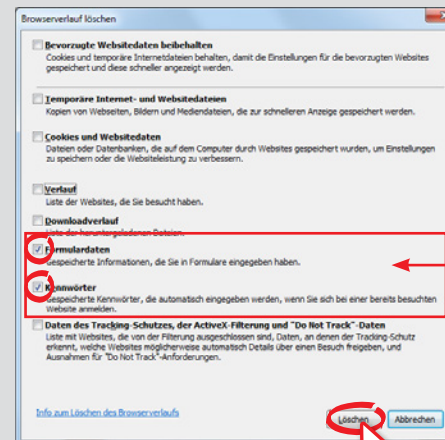 Browserverlauf löschen
Bevorzugte Websitedaten beibehalten
Cookies und temporäre Internetdateien behalten, damit die Einstellungen für die bevorzugten Websites
gespeichert und diese schneller angezeigt werden.
Temporäre Internet- und Websitedateien
Kopien von Webseiten, Bildern und Mediendateien, die zur schnelleren Anzeige gespeichert werden.
Cookies und Websitedaten
Dateien oder Datenbanken, die auf dem Computer durch Websites gespeichert wurden, um Einstellungen
zu speichern oder die Websiteleistung zu verbessern.
Verlauf
Liste der Websites, die Sie besucht haben.
Downloadverlauf
Liste der heruntergeladenen Dateien.
Formulardaten
Gespeicherte Informationen, die Sie in Formulare eingegeben haben.
Kennwörter
Gespeicherte Kennwörter, die automatisch eingegeben werden, wenn Sie sich bei einer bereits besuchten
Website anmelden.
Daten des Tracking-Schutzes, der ActiveX-Filterung und "Do Not Track"-Daten
Liste mit Websites, die von der Filterung ausgeschlossen sind, Daten, an denen der Tracking-Schutz
erkennt, welche Websites möglicherweise automatisch Details über einen Besuch freigeben, und
Ausnahmen für "Do Not Track"-Anforderungen.
Info zum Löschen des Browserverlaufs
Löschen
Abbrechen